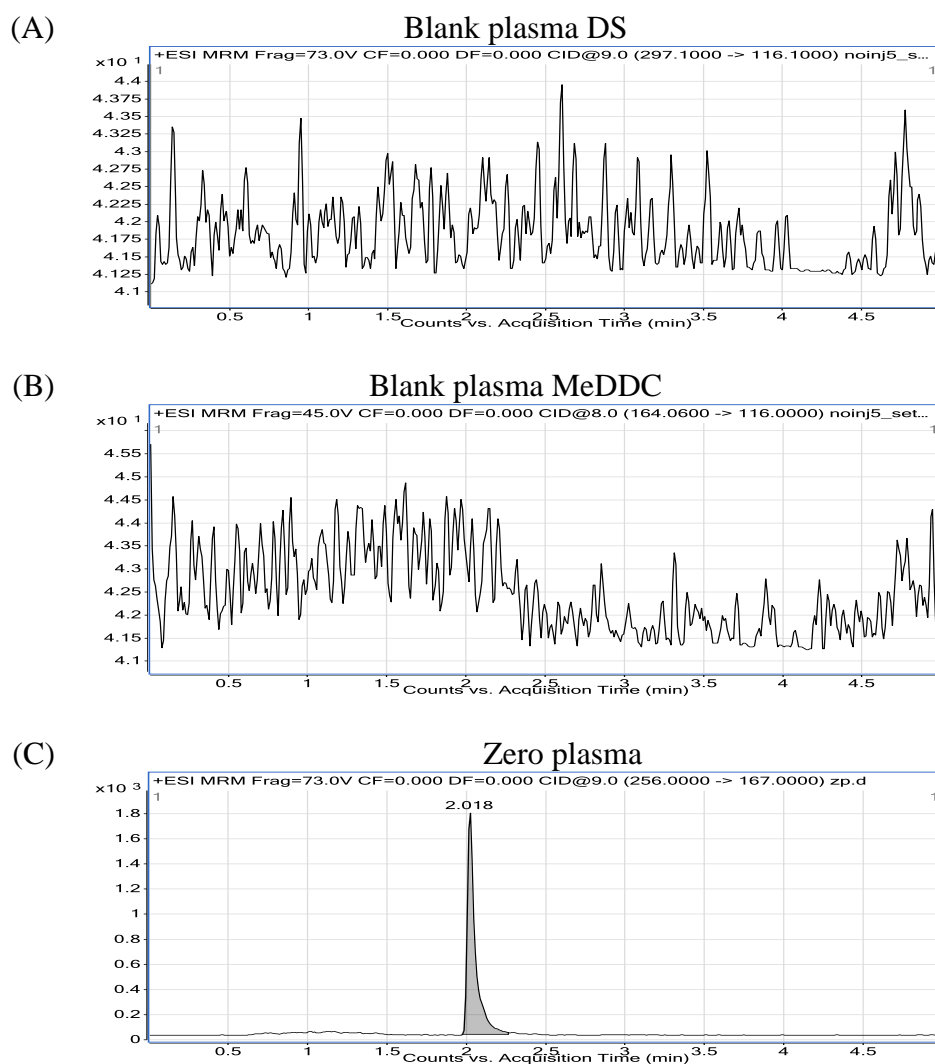 (A) Blank plasma DS
+ESI MRM Frag=73.0V CF=0.000 DF=0.000 CID@9.0 (297.1000 -> 116.1000) noinj5_s...
x10 1
1 1
4.4
4.375
4.35
4.325
4.3
4.275
4.25
4.225
4.2
4.175
4.15
4.125
4.1
0.5 1 1.5 2 2.5 3 3.5 4 4.5
Counts vs. Acquisition Time (min)
(B) Blank plasma MeDDC
+ESI MRM Frag=45.0V CF=0.000 DF=0.000 CID@8.0 (164.0600 -> 116.0000) noinj5_set...
x10 1
1 1
4.55
4.5
4.4
4.35
4.3
4.25
4.2
4.15
4.1
0.5 1 1.5 2 2.5 3 3.5 4 4.5
Counts vs. Acquisition Time (min)
(C) Zero plasma
+ESI MRM Frag=73.0V CF=0.000 DF=0.000 CID@9.0 (256.0000 -> 167.0000) zp.d
x10 3
1 1
2.018
1.8
1.6
1.4
1.2
1
0.8
0.6
0.4
0.2
0
0.5 1 1.5 2 2.5 3 3.5 4 4.5
Counts vs. Acquisition Time (min)